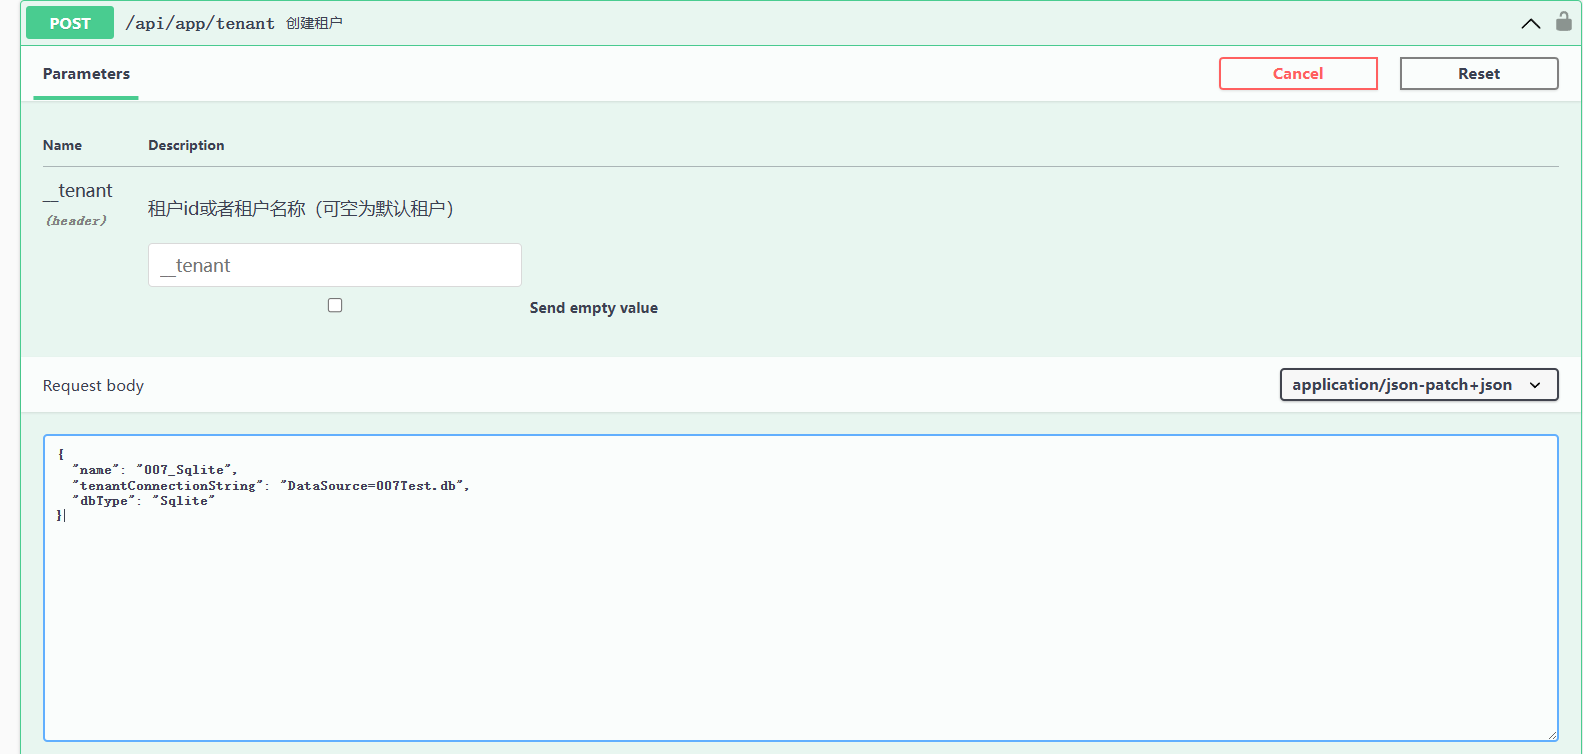 POST /api/app/tenant 创建租户
Parameters
Cancel
Reset
Name Description
__tenant
(header)
租户id或者租户名称（可空为默认租户）
__tenant
Send empty value
Request body
application/json-patch+json
{
"name": "007_Sqlite",
"tenantConnectionString": "DataSource=007Test.db",
"dbType": "Sqlite"
}